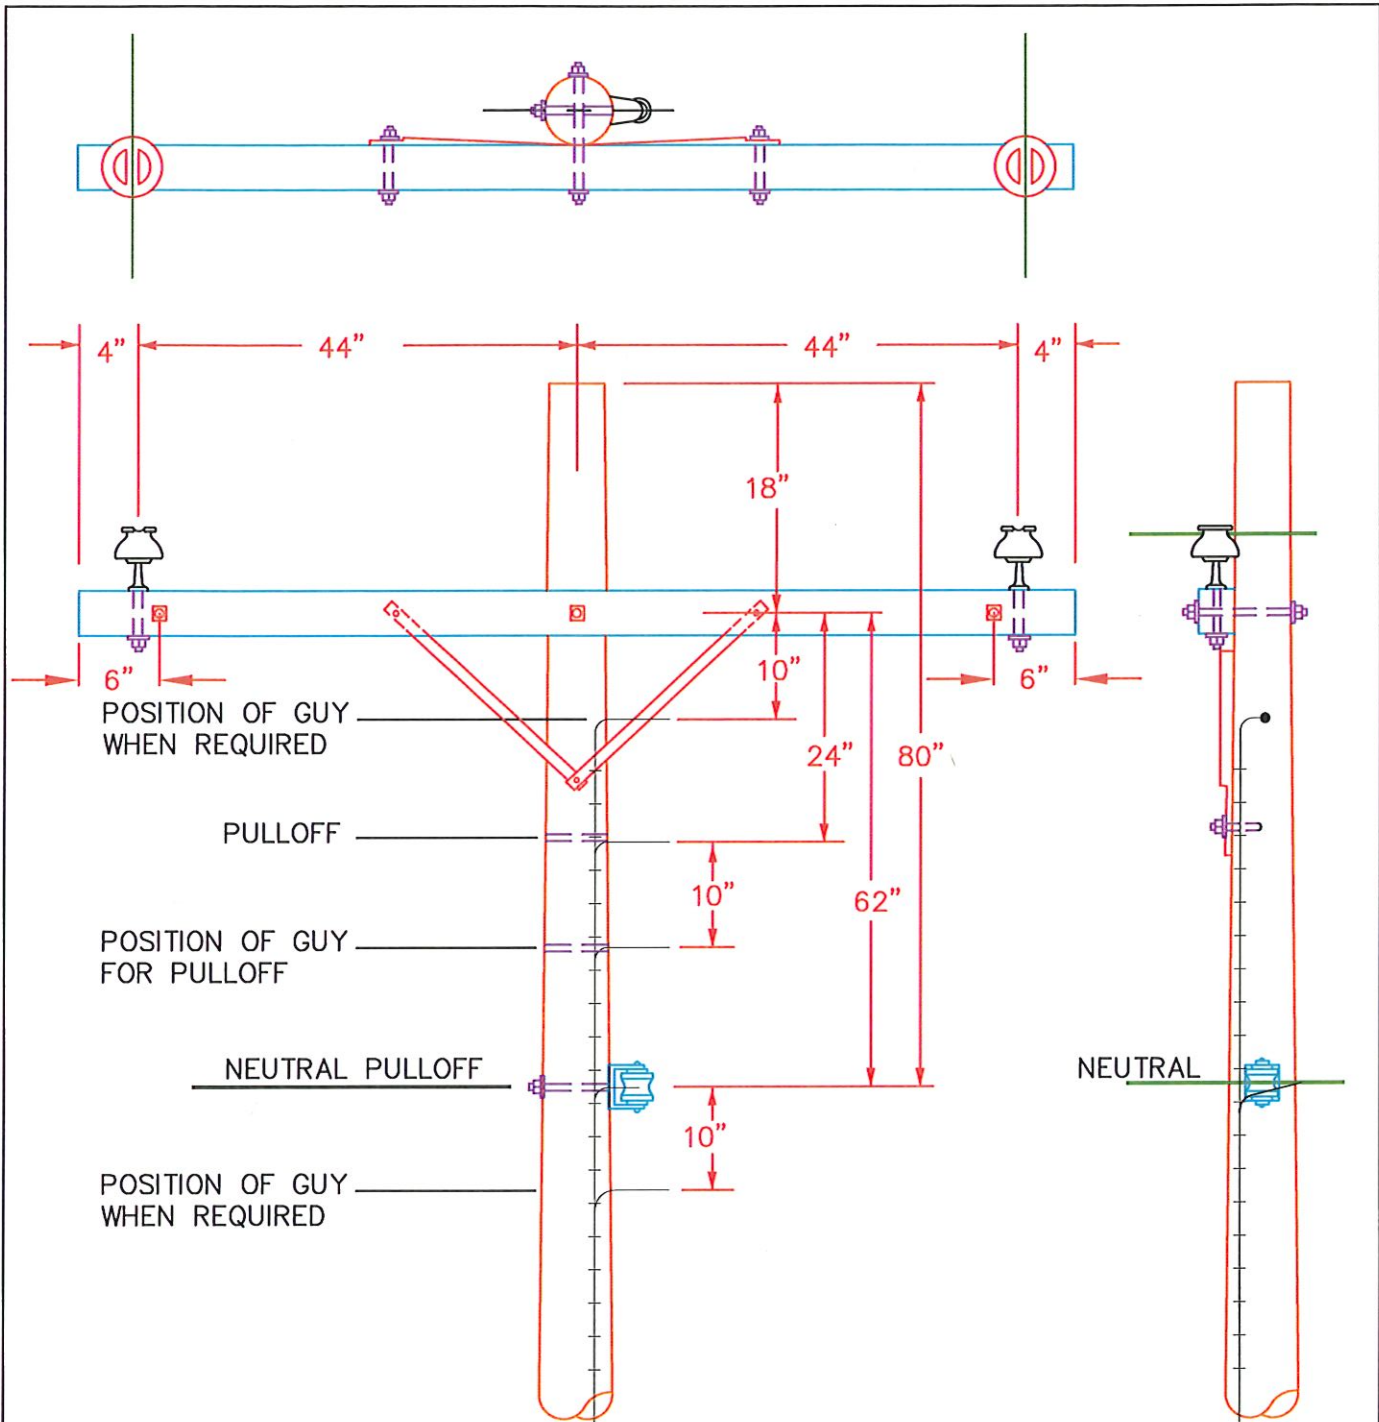 4" 44" 44" 4"
18"
6" 10" 6"
POSITION OF GUY
WHEN REQUIRED
24" 80"
PULLOFF
10"
62"
POSITION OF GUY
FOR PULLOFF
NEUTRAL PULLOFF
NEUTRAL
10"
POSITION OF GUY
WHEN REQUIRED